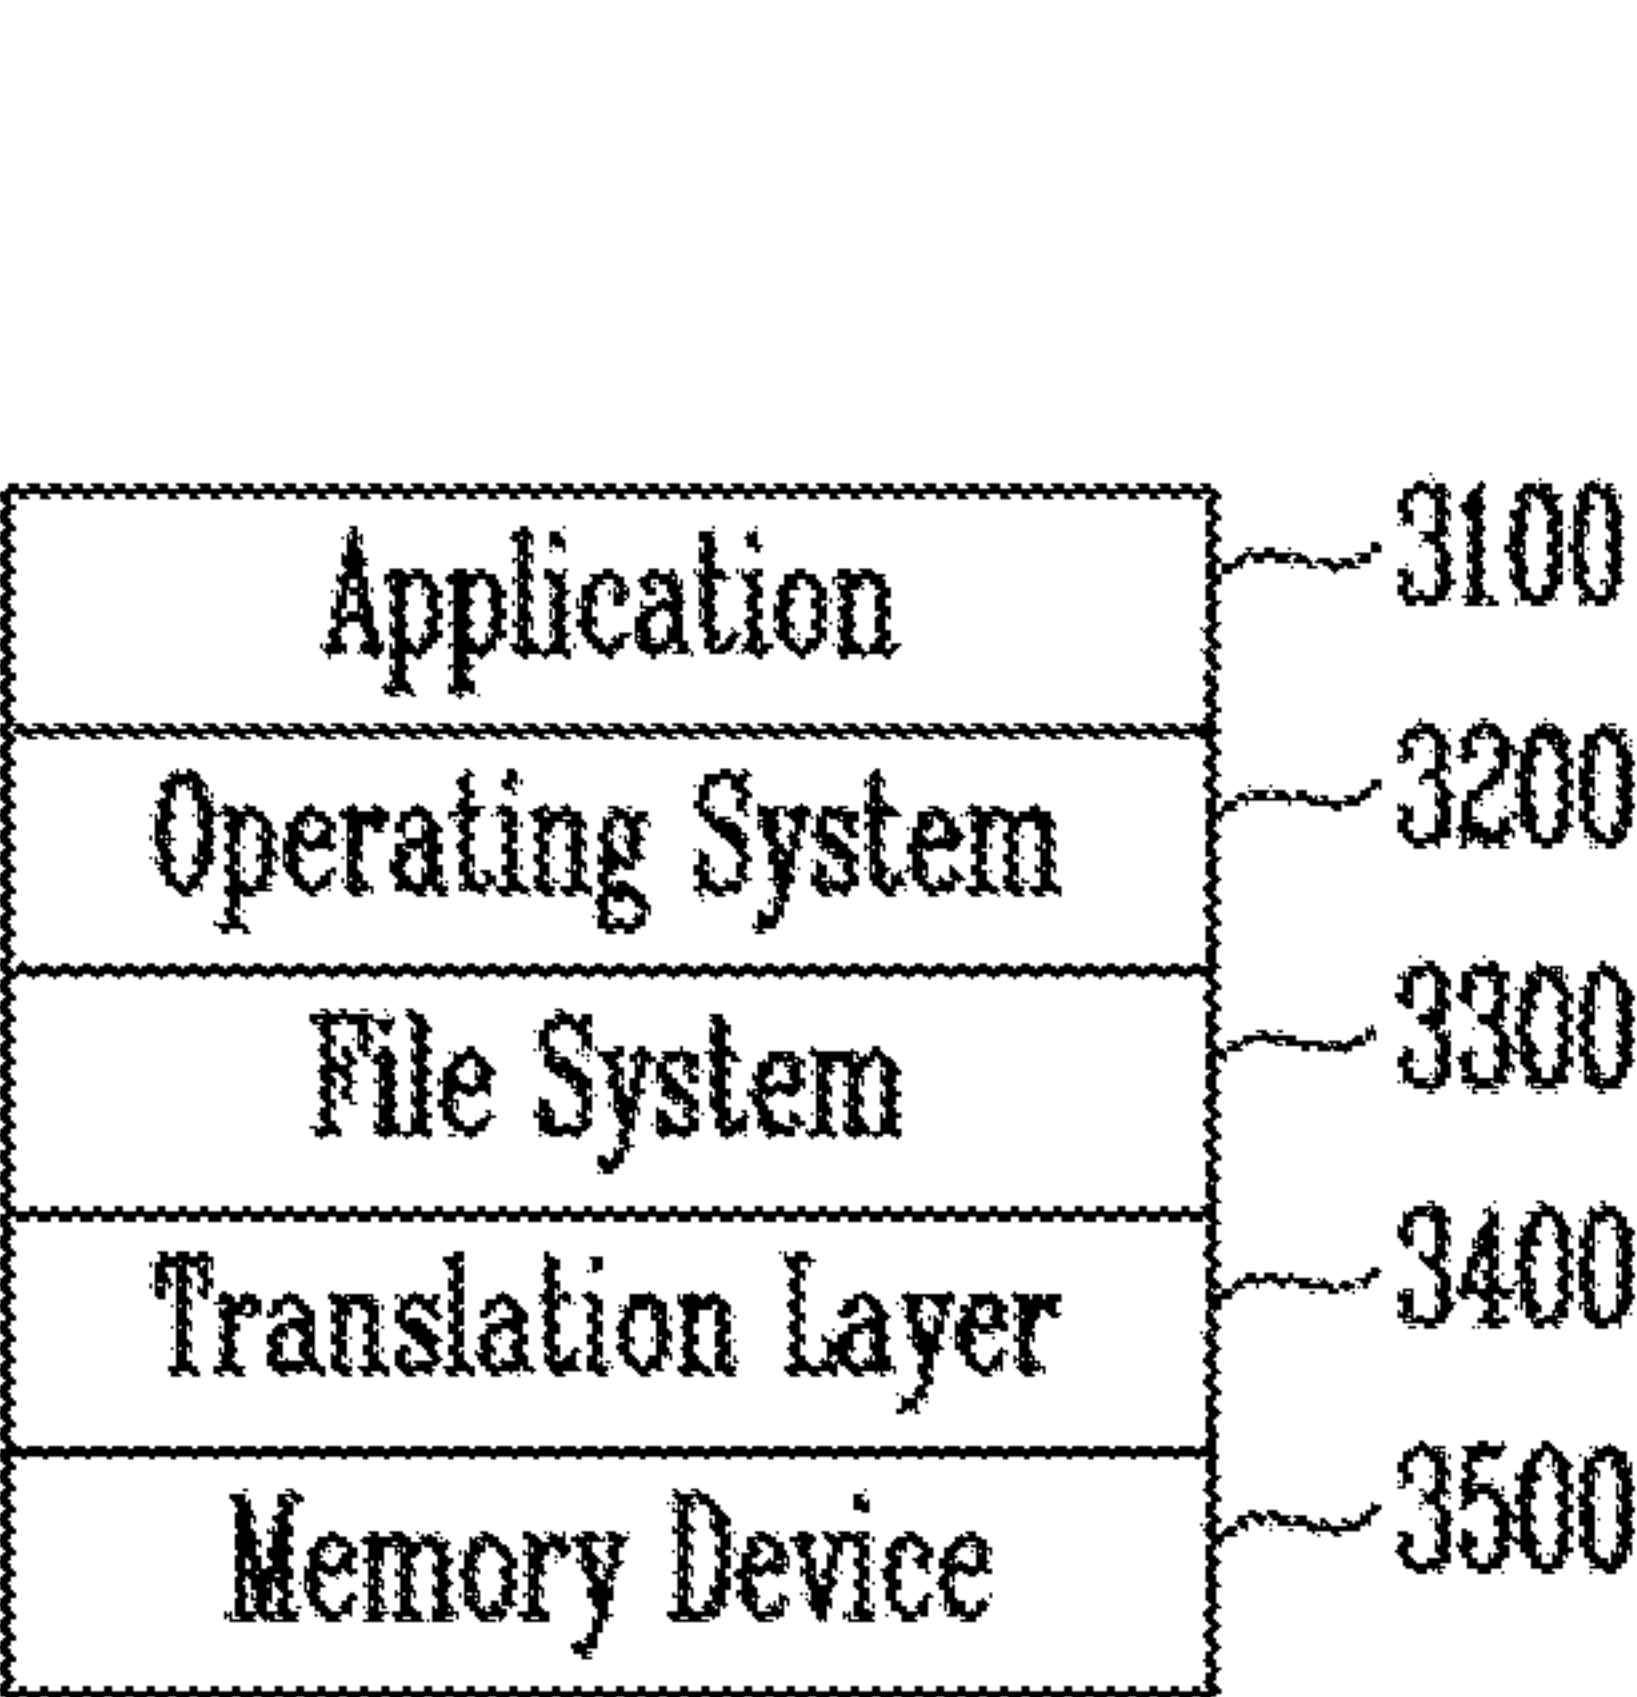 Application 3100
Operating System 3200
File System 3300
Translation Layer 3400
Memory Device 3500